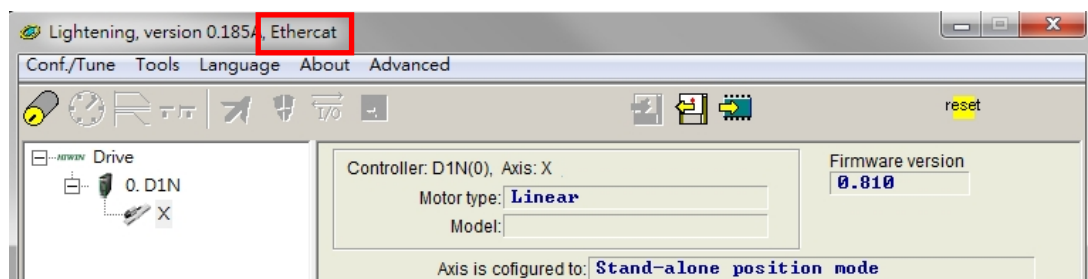 Lightening, version 0.185A, Ethercat
Conf./Tune Tools Language About Advanced
I/O
reset
HIWIN Drive
0. D1N
X
Controller: D1N(0), Axis: X
Motor type: Linear
Model:
Firmware version
0.810
Axis is cofigured to: Stand-alone position mode